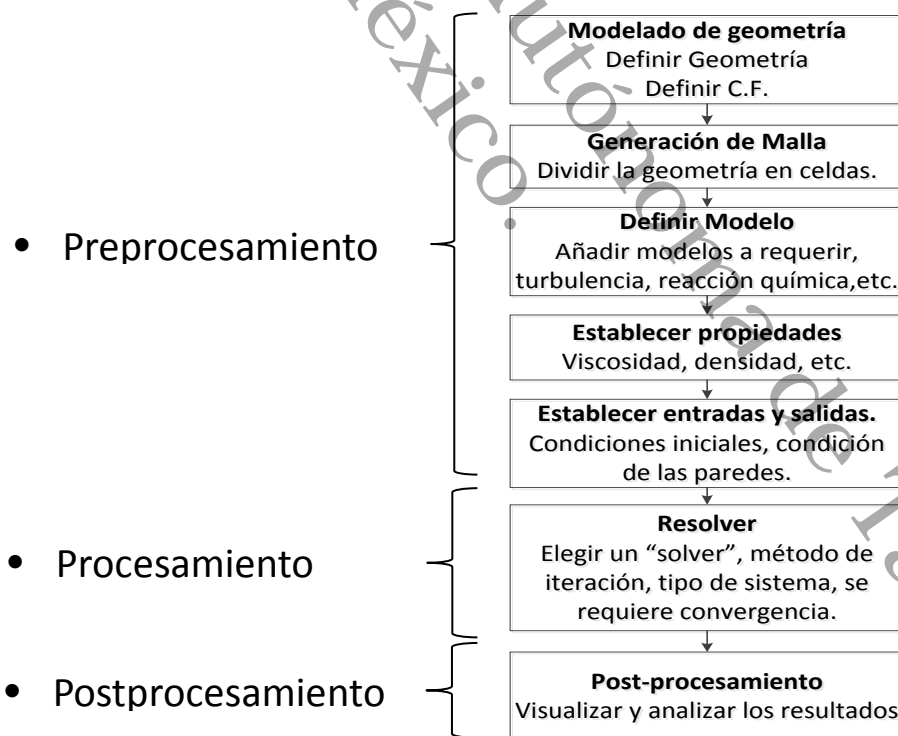 Modelado de geometría
Definir Geometría
Definir C.F.
Generación de Malla
Dividir la geometría en celdas.
• Preprocesamiento
Definir Modelo
Añadir modelos a requerir,
turbulencia, reacción química,etc.
Establecer propiedades
Viscosidad, densidad, etc.
Establecer entradas y salidas.
Condiciones iniciales, condición
de las paredes.
• Procesamiento
Resolver
Elegir un “solver”, método de
iteración, tipo de sistema, se
requiere convergencia.
• Postprocesamiento
Post-procesamiento
Visualizar y analizar los resultados
utónoma de T
éxico.